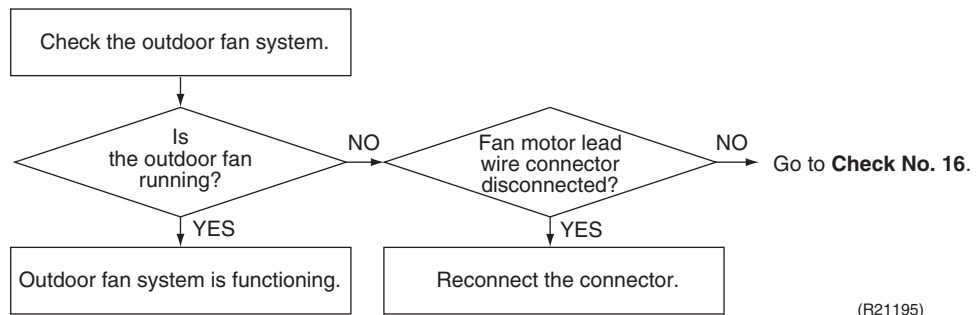 Check the outdoor fan system.
Is
the outdoor fan
running?
NO
Fan motor lead
wire connector
disconnected?
NO
Go to Check No. 16.
YES
YES
Outdoor fan system is functioning.
Reconnect the connector.
(R21195)